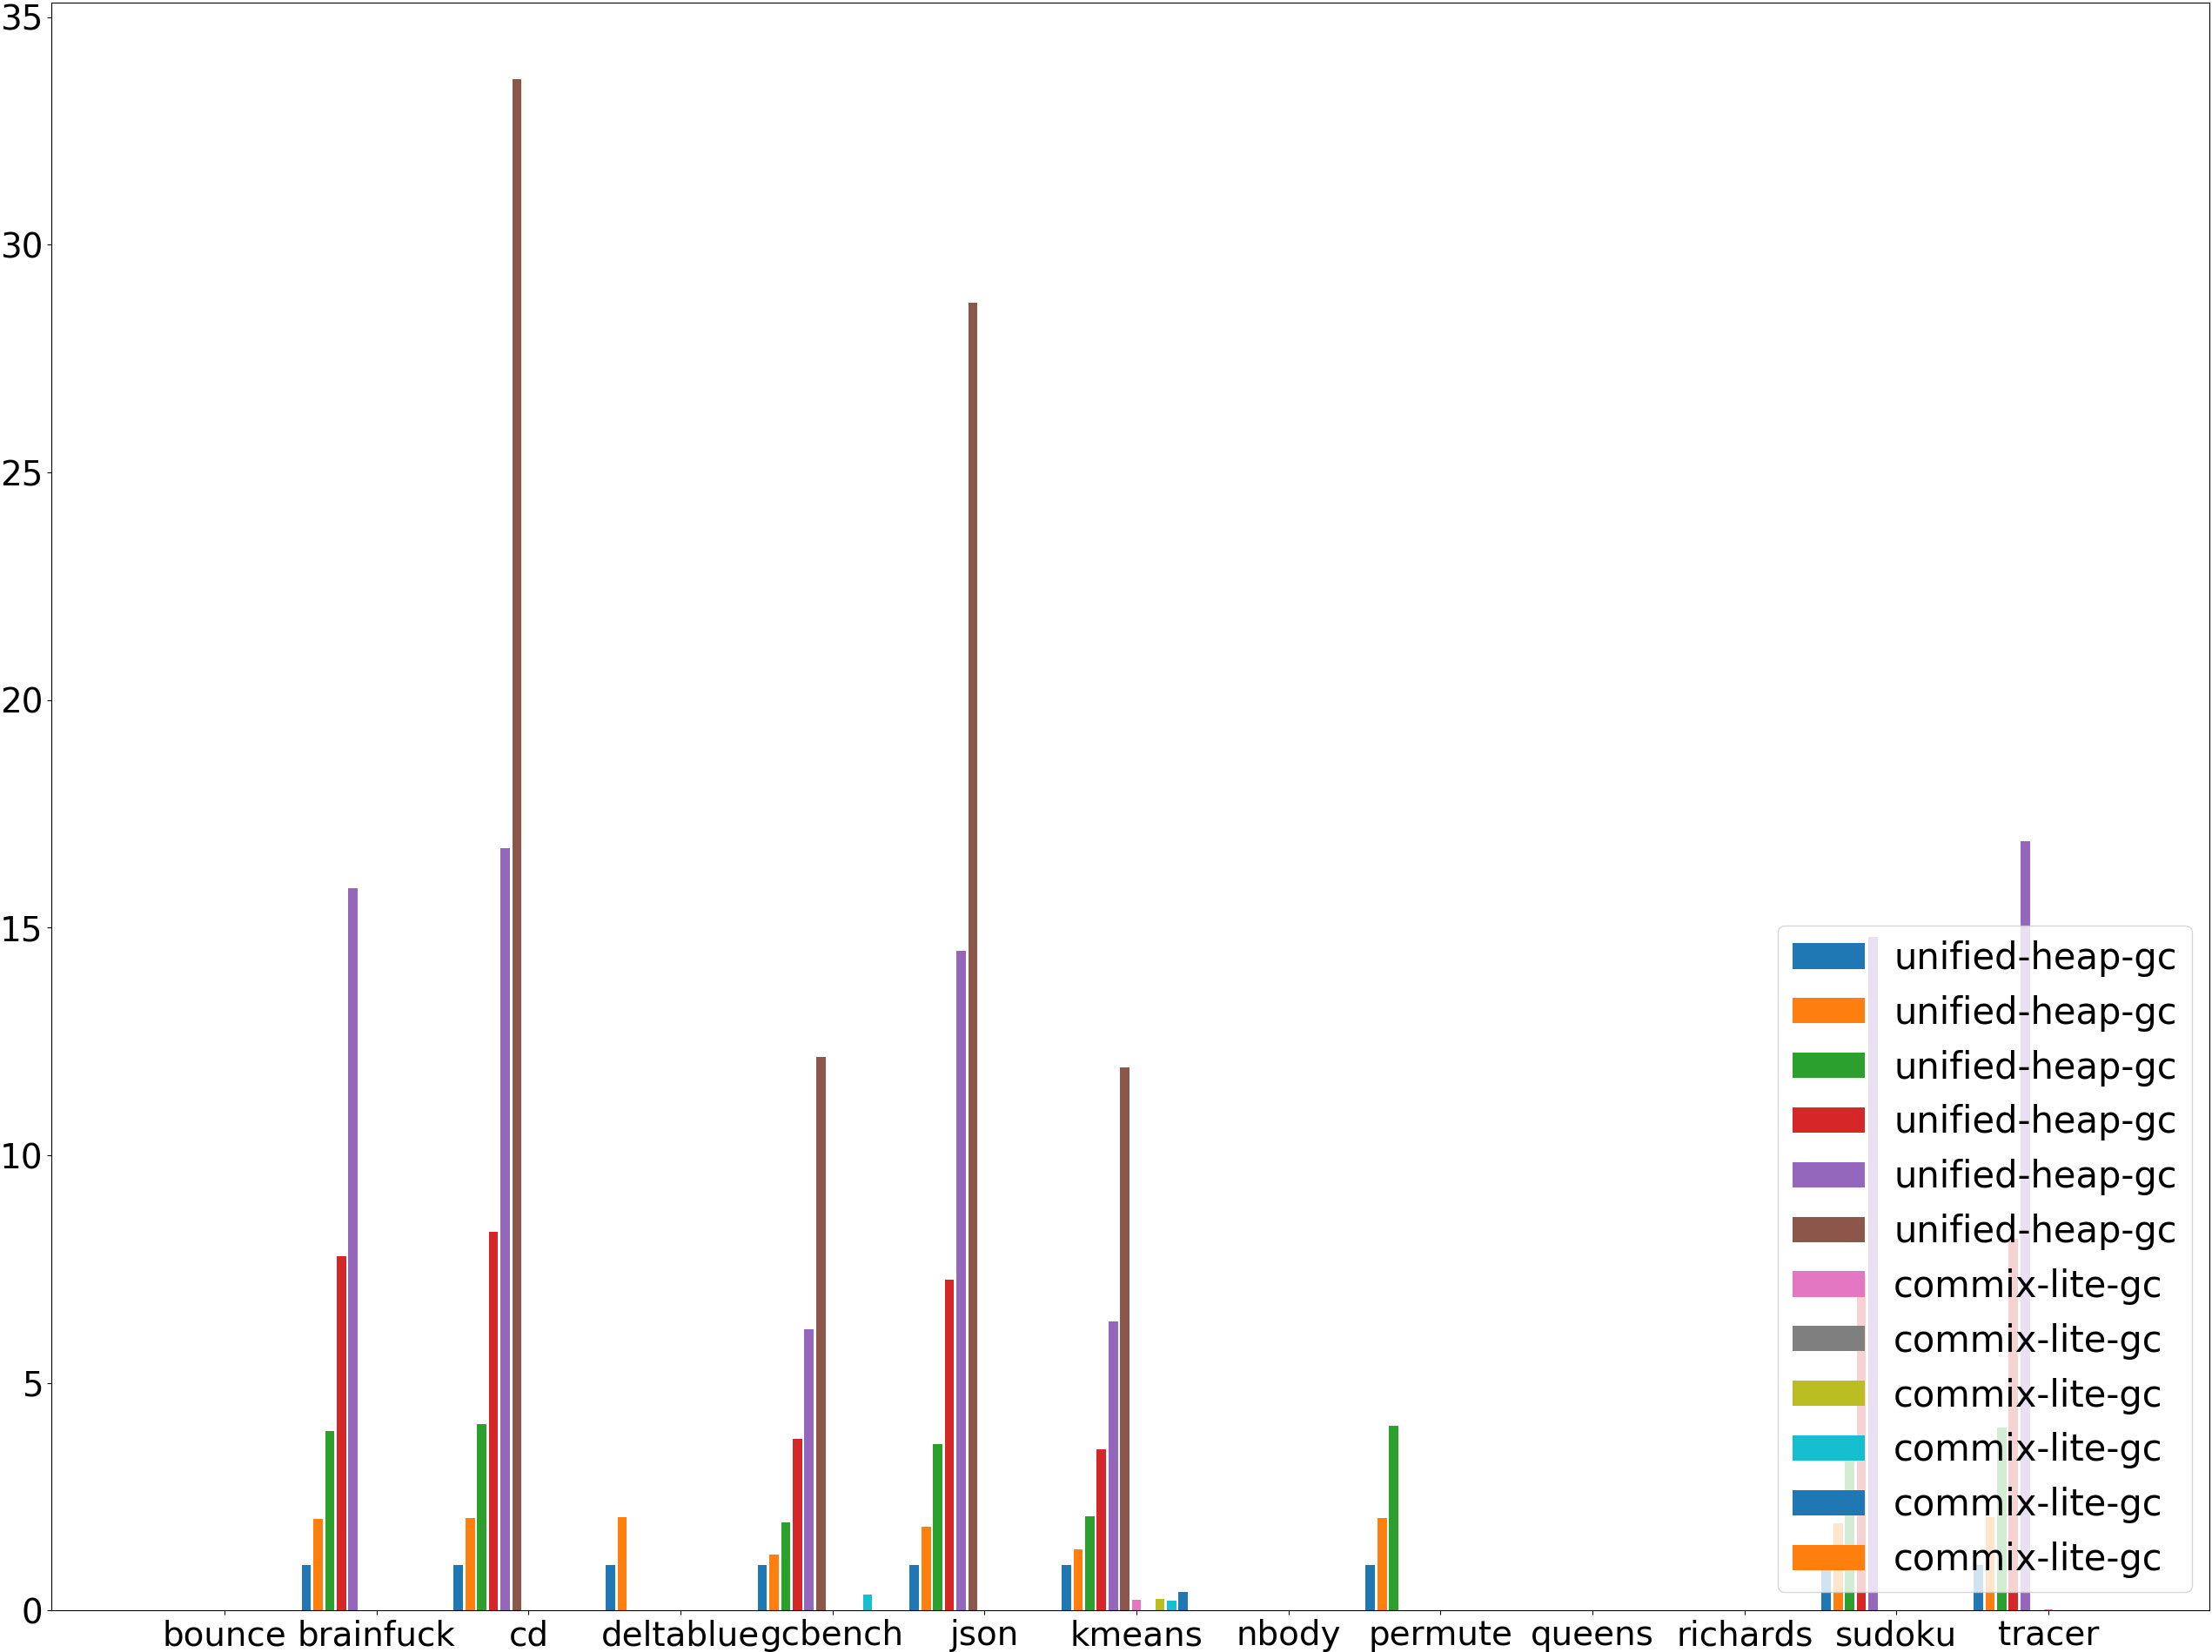 35
30
25
20
15
10
5
0
bounce brainfuck cd deltablue gcbench json kmeans nbody permute queens richards sudoku tracer
unified-heap-gc
unified-heap-gc
unified-heap-gc
unified-heap-gc
unified-heap-gc
unified-heap-gc
commix-lite-gc
commix-lite-gc
commix-lite-gc
commix-lite-gc
commix-lite-gc
commix-lite-gc